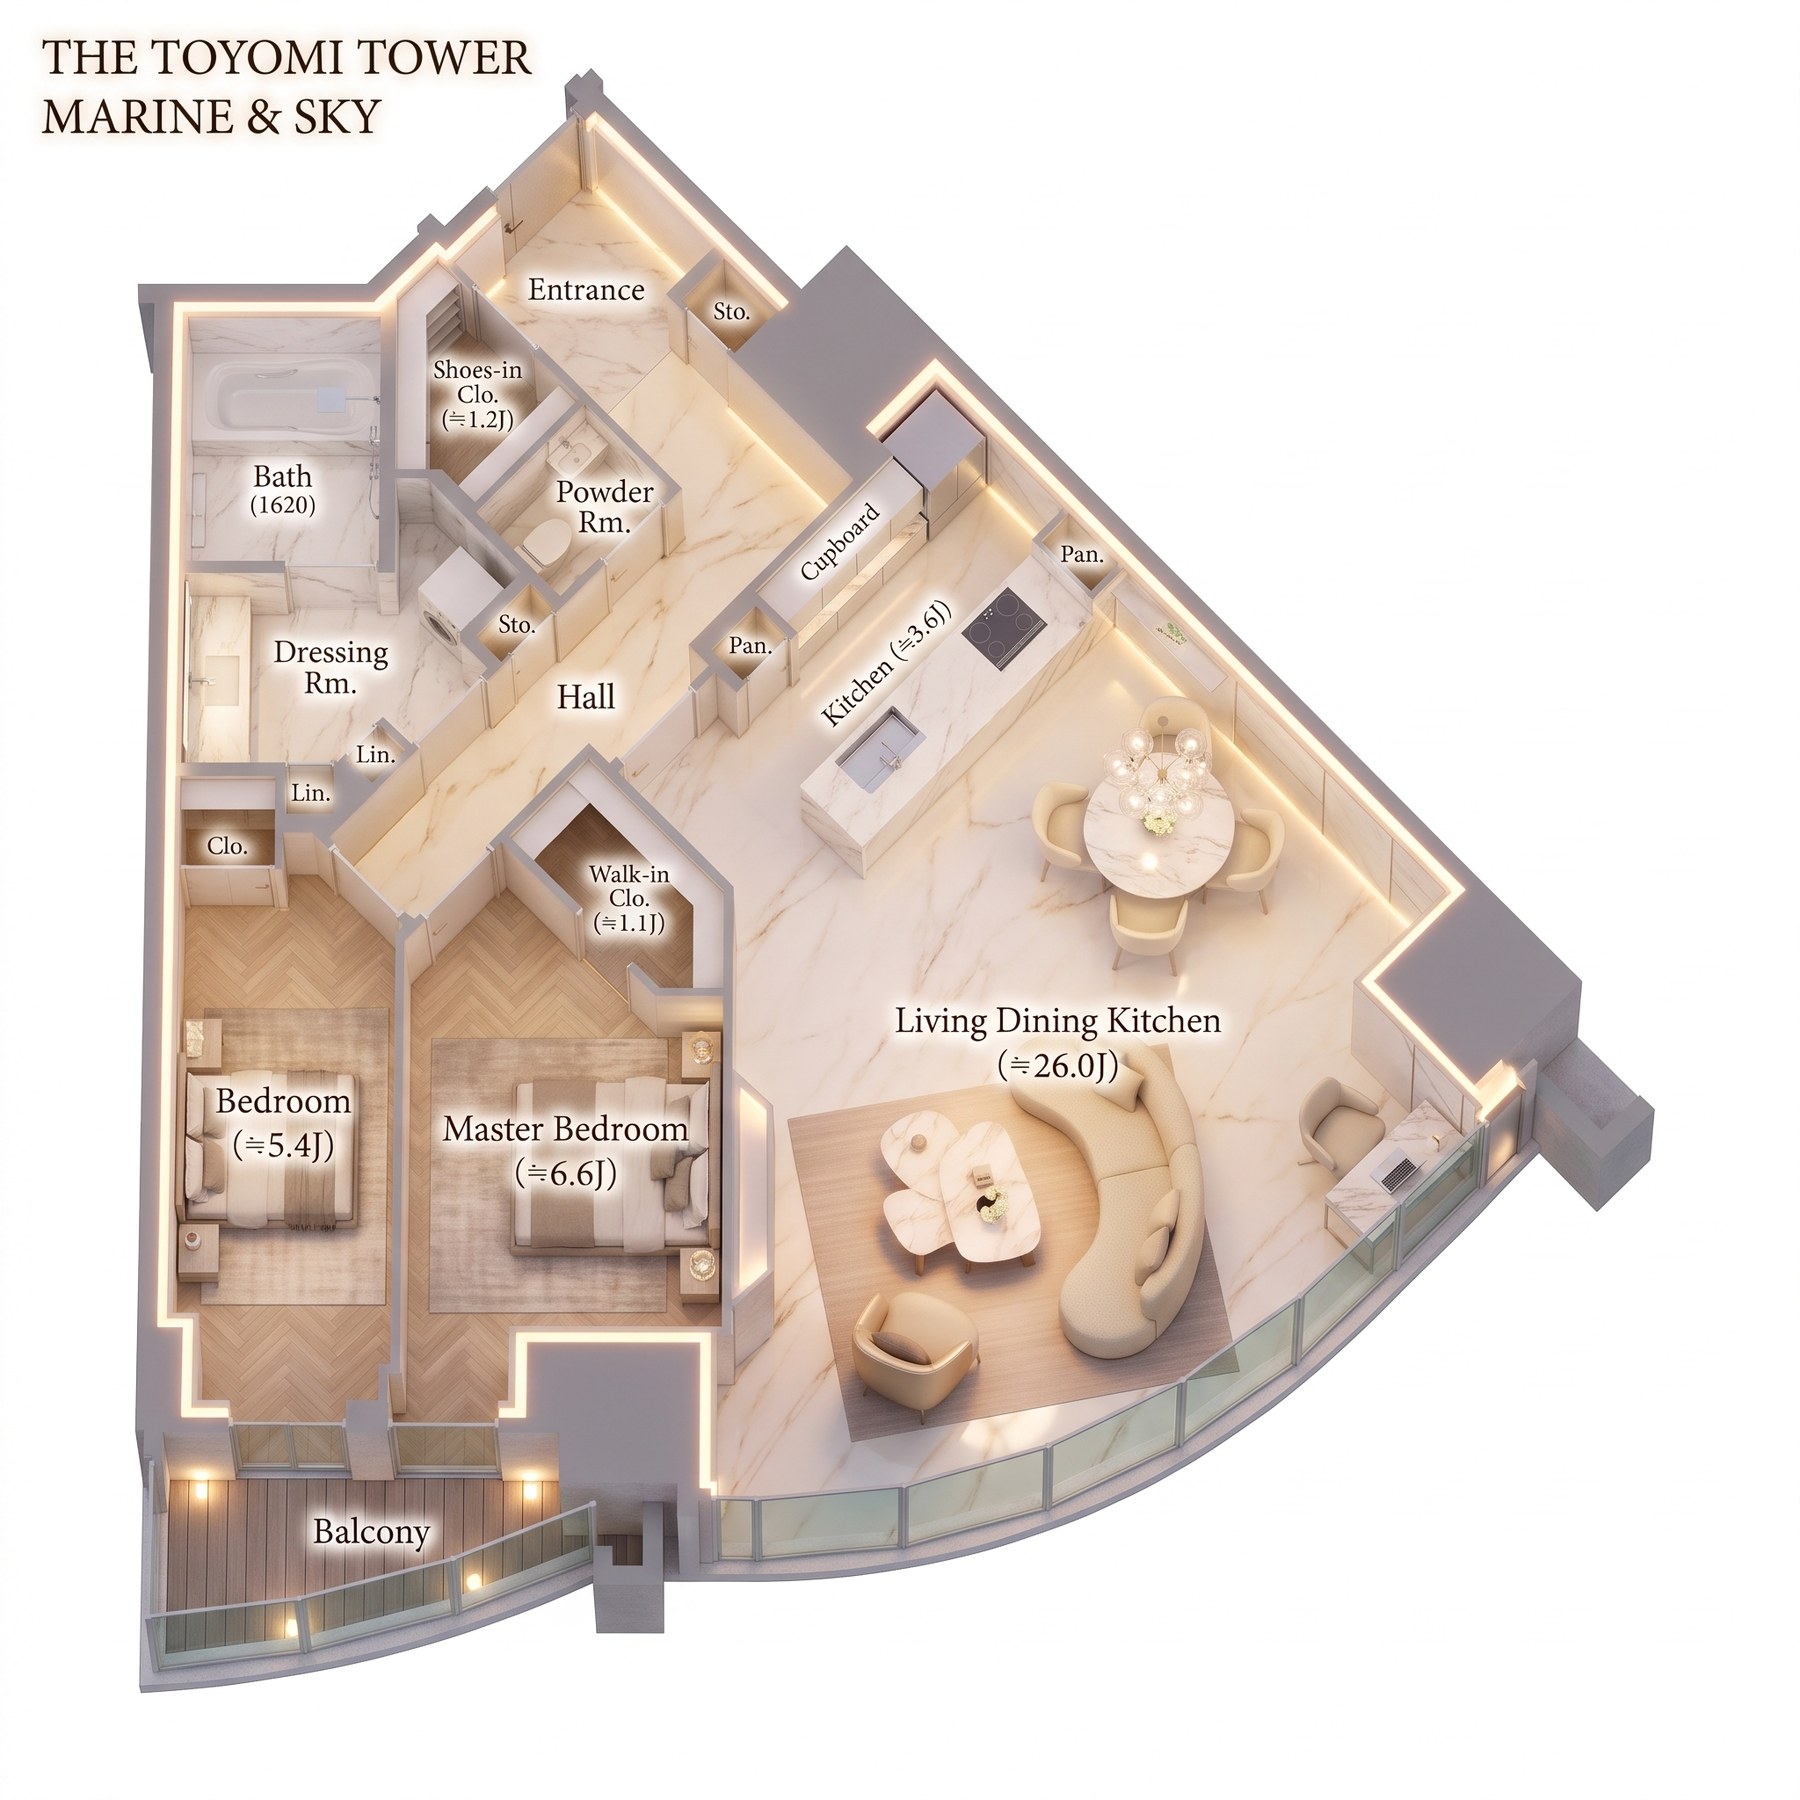 THE TOYOMI TOWER
MARINE & SKY
Entrance
Sto.
Shoes-in
Clo.
(≒1.2J)
Bath
(1620)
Powder
Rm.
Cupboard
Pan.
Sto.
Pan.
Kitchen (≒3.6J)
Dressing
Rm.
Hall
Lin.
Lin.
Clo.
Walk-in
Clo.
(≒1.1J)
Living Dining Kitchen
(≒26.0J)
Bedroom
(≒5.4J)
Master Bedroom
(≒6.6J)
Balcony